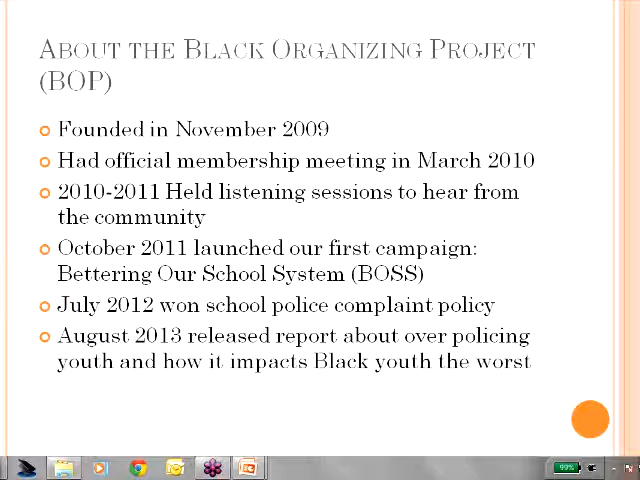 ABOUT THE BLACK ORGANIZING PROJECT
(BOP)
Founded in November 2009
Had official membership meeting in March 2010
2010-2011 Held listening sessions to hear from
the community
October 2011 launched our first campaign:
Bettering Our School System (BOSS)
July 2012 won school police complaint policy
August 2013 released report about over policing
youth and how it impacts Black youth the worst
99%